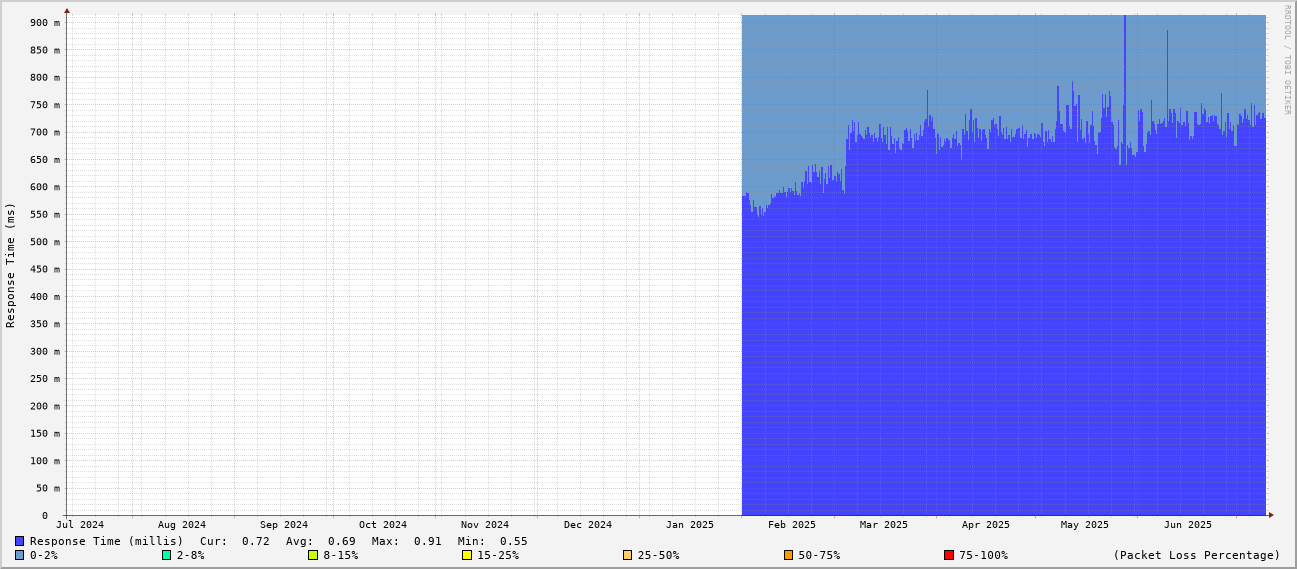 RRDTOOL / TOBI OETIKER
Response Time (ms)
900 m
850 m
800 m
750 m
700 m
650 m
600 m
550 m
500 m
450 m
400 m
350 m
300 m
250 m
200 m
150 m
100 m
50 m
0
Jul 2024 Aug 2024 Sep 2024 Oct 2024 Nov 2024 Dec 2024 Jan 2025 Feb 2025 Mar 2025 Apr 2025 May 2025 Jun 2025
Response Time (millis) Cur: 0.72 Avg: 0.69 Max: 0.91 Min: 0.55
0-2% 2-8% 8-15% 15-25% 25-50% 50-75% 75-100% (Packet Loss Percentage)